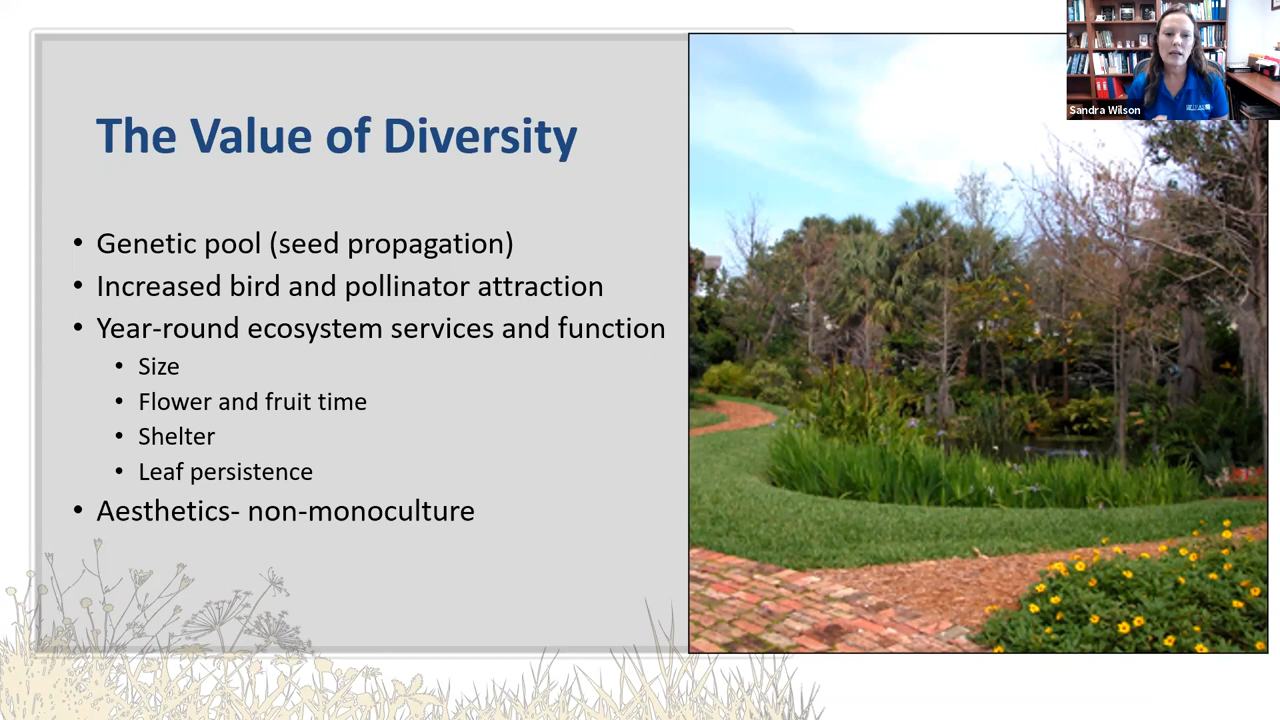 Sandra Wilson
The Value of Diversity
• Genetic pool (seed propagation)
• Increased bird and pollinator attraction
• Year-round ecosystem services and function
• Size
• Flower and fruit time
• Shelter
• Leaf persistence
• Aesthetics- non-monoculture